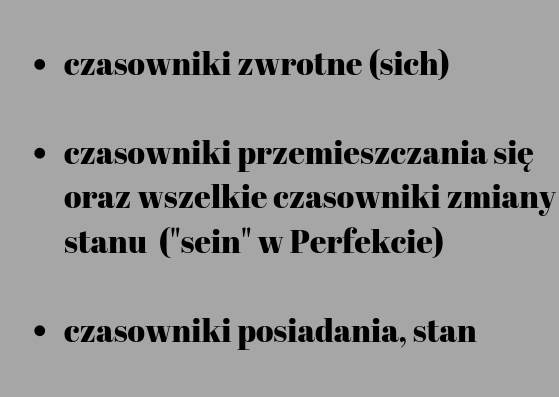 • czasowniki zwrotne (sich)
• czasowniki przemieszczania się
oraz wszelkie czasowniki zmiany
stanu ("sein" w Perfekcie)
• czasowniki posiadania, stan